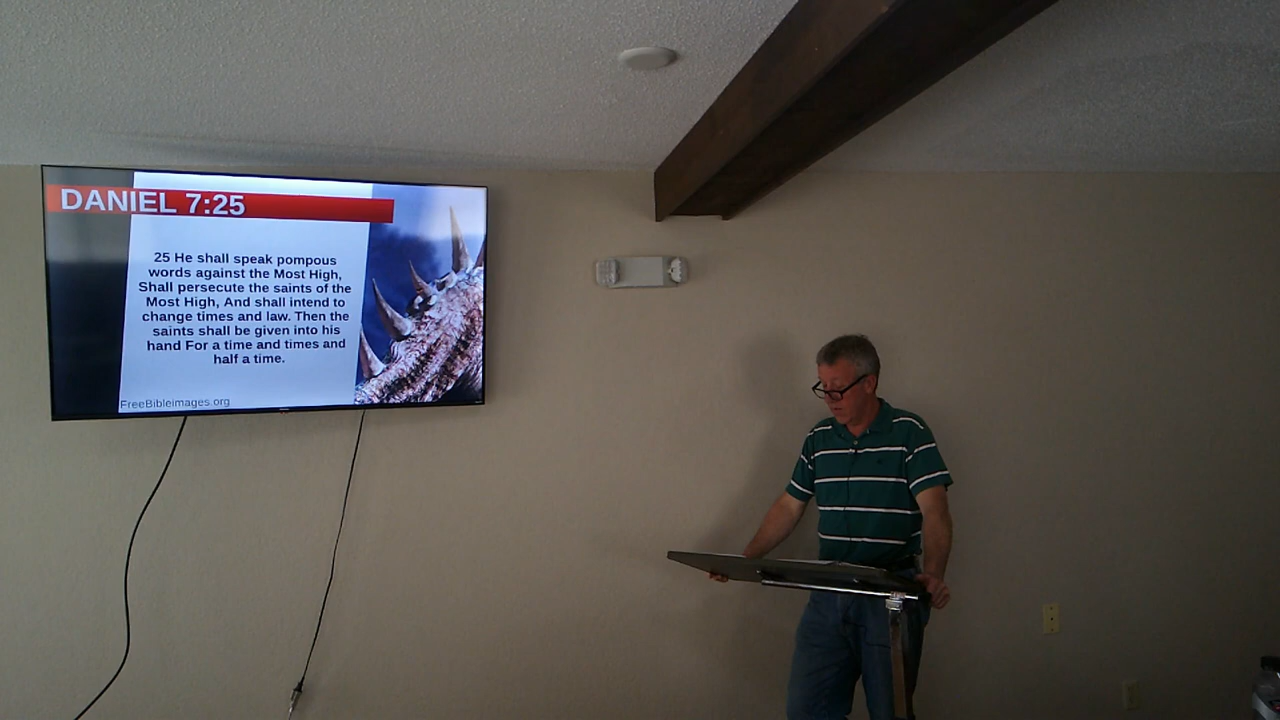 DANIEL 7:25
25 He shall speak pompous
words against the Most High,
Shall persecute the saints of the
Most High, And shall intend to
change times and law. Then the
saints shall be given into his
hand For a time and times and
half a time.
FreeBibleimages.org